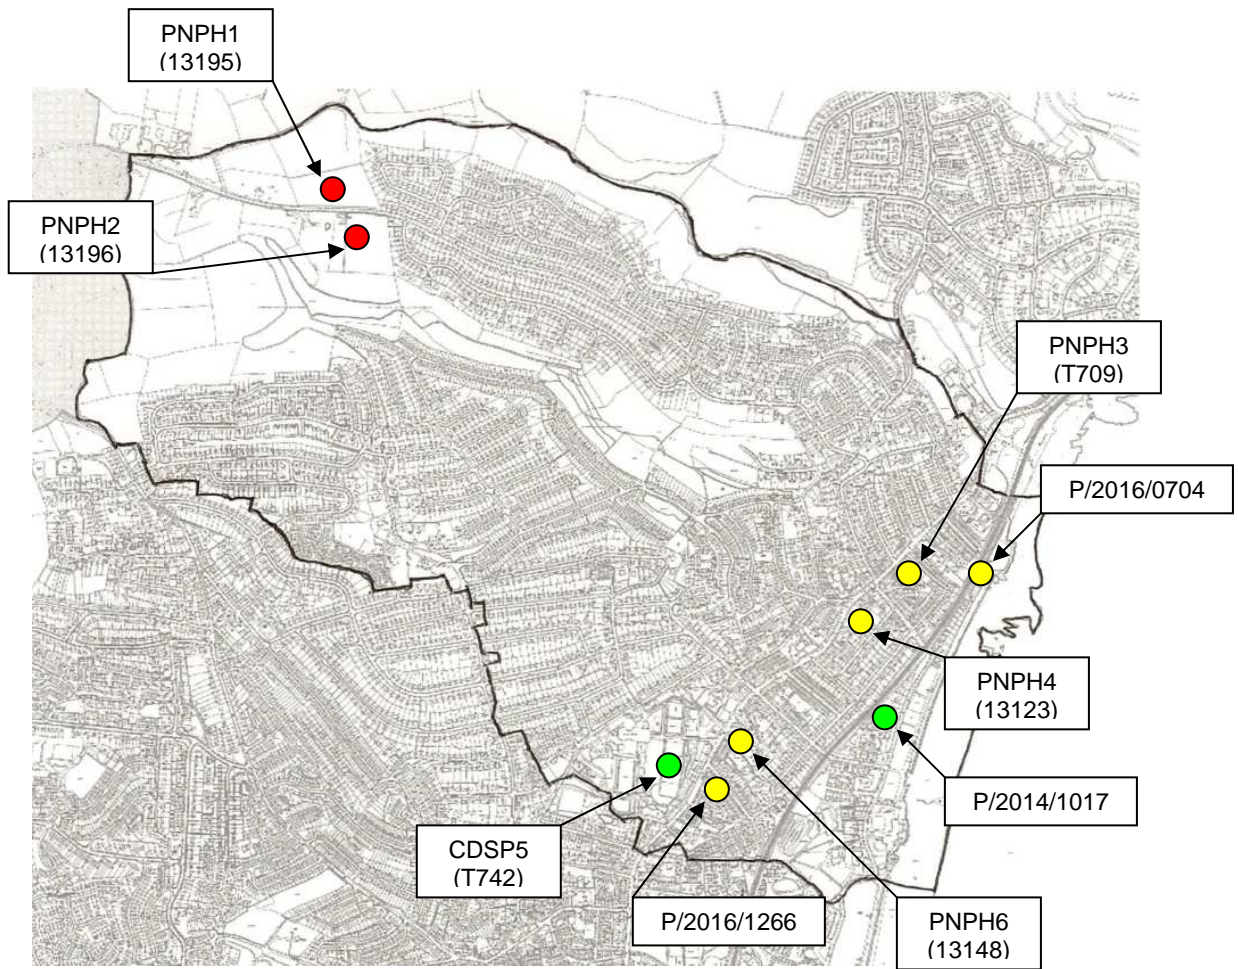 PNPH1
(13195)
PNPH2
(13196)
PNPH3
(T709)
P/2016/0704
PNPH4
(13123)
P/2014/1017
CDSP5
(T742)
P/2016/1266
PNPH6
(13148)